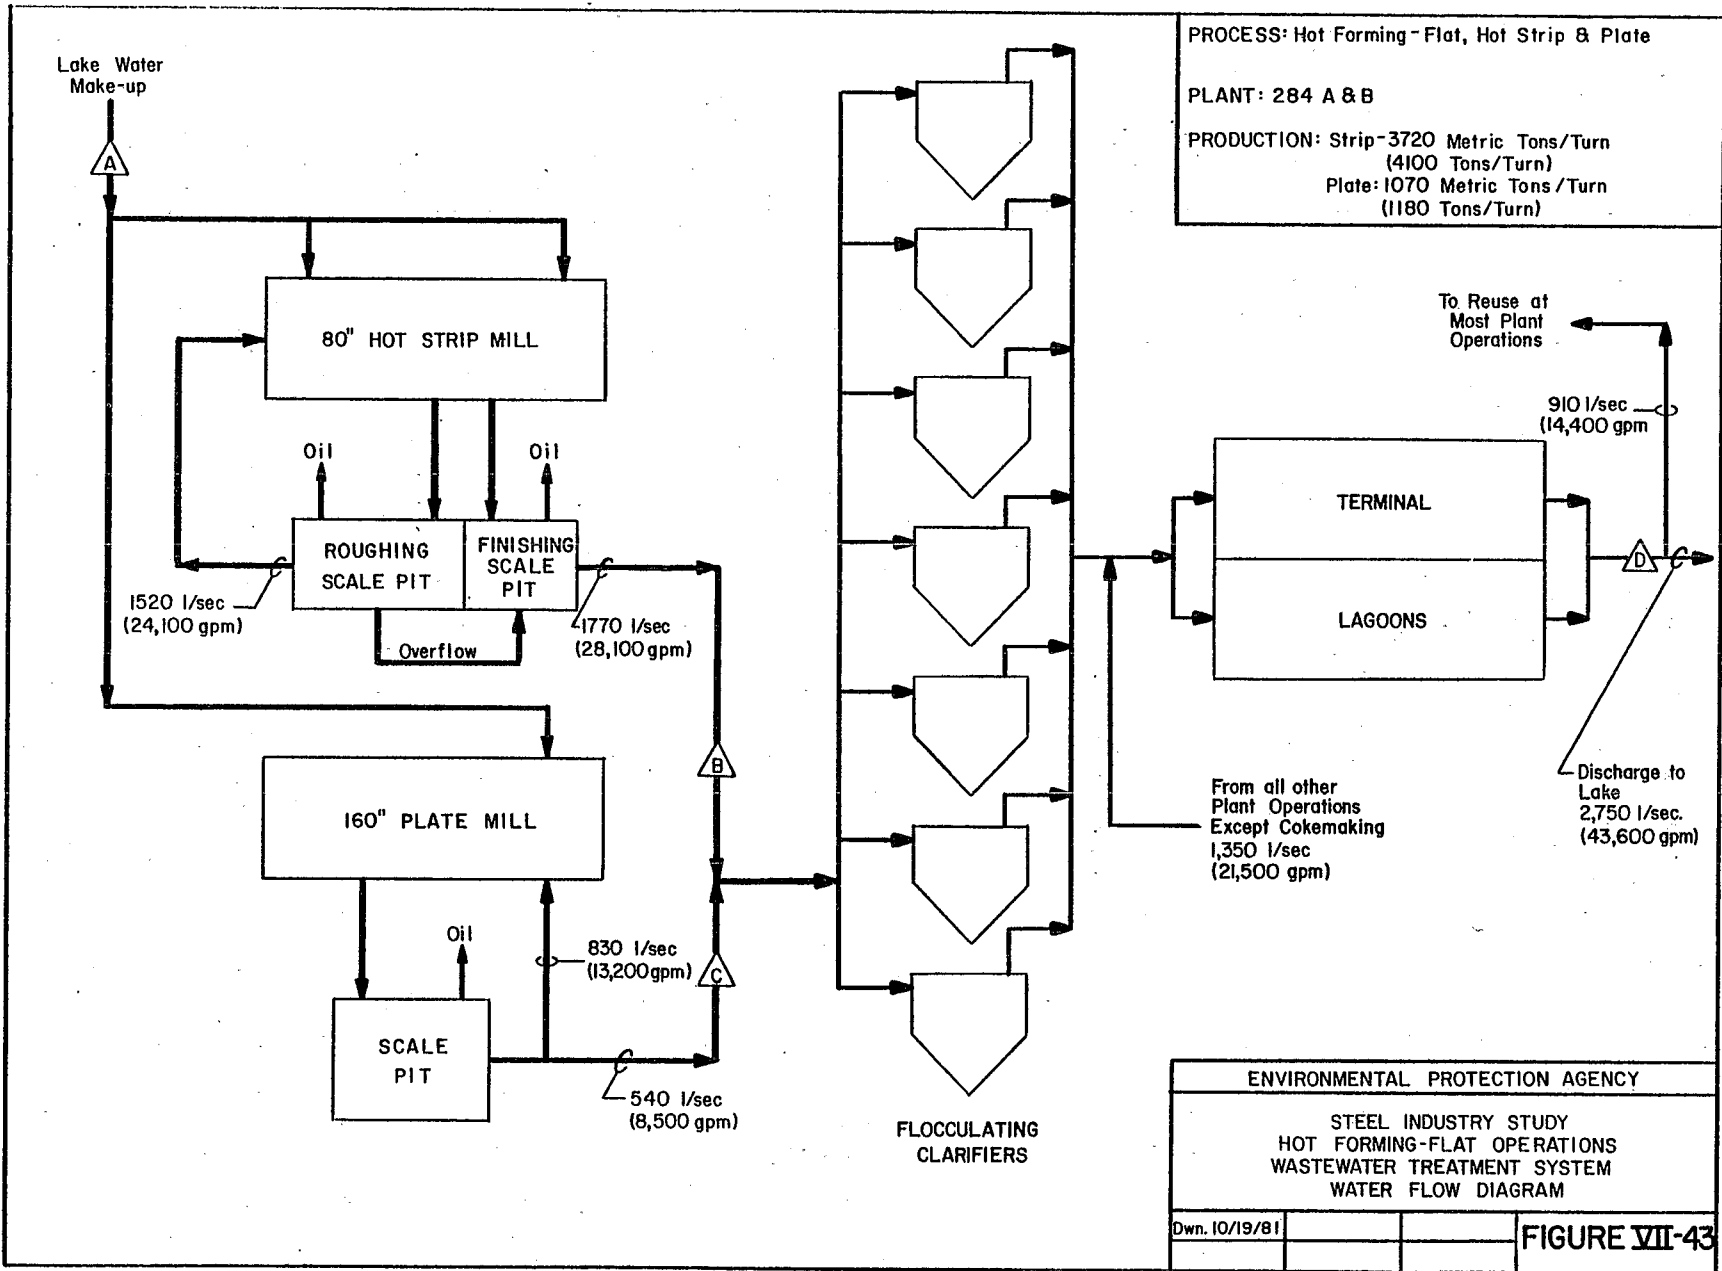 PROCESS: Hot Forming-Flat, Hot Strip & Plate
PLANT: 284 A & B
PRODUCTION: Strip-3720 Metric Tons/Turn
(4100 Tons/Turn)
Plate: 1070 Metric Tons/Turn
(1180 Tons/Turn)
Lake Water
Make-up
A
80" HOT STRIP MILL
Oil
Oil
ROUGHING
SCALE PIT
FINISHING
SCALE
PIT
1520 l/sec
(24,100 gpm)
Overflow
1770 l/sec
(28,100 gpm)
B
160" PLATE MILL
Oil
830 l/sec
(13,200 gpm)
C
SCALE
PIT
540 l/sec
(8,500 gpm)
FLOCCULATING
CLARIFIERS
To Reuse at
Most Plant
Operations
910 l/sec
(14,400 gpm
TERMINAL
LAGOONS
D
From all other
Plant Operations
Except Cokemaking
1,350 l/sec
(21,500 gpm)
Discharge to
Lake
2,750 l/sec.
(43,600 gpm)
ENVIRONMENTAL PROTECTION AGENCY
STEEL INDUSTRY STUDY
HOT FORMING-FLAT OPERATIONS
WASTEWATER TREATMENT SYSTEM
WATER FLOW DIAGRAM
Dwn. 10/19/81
FIGURE VII-43